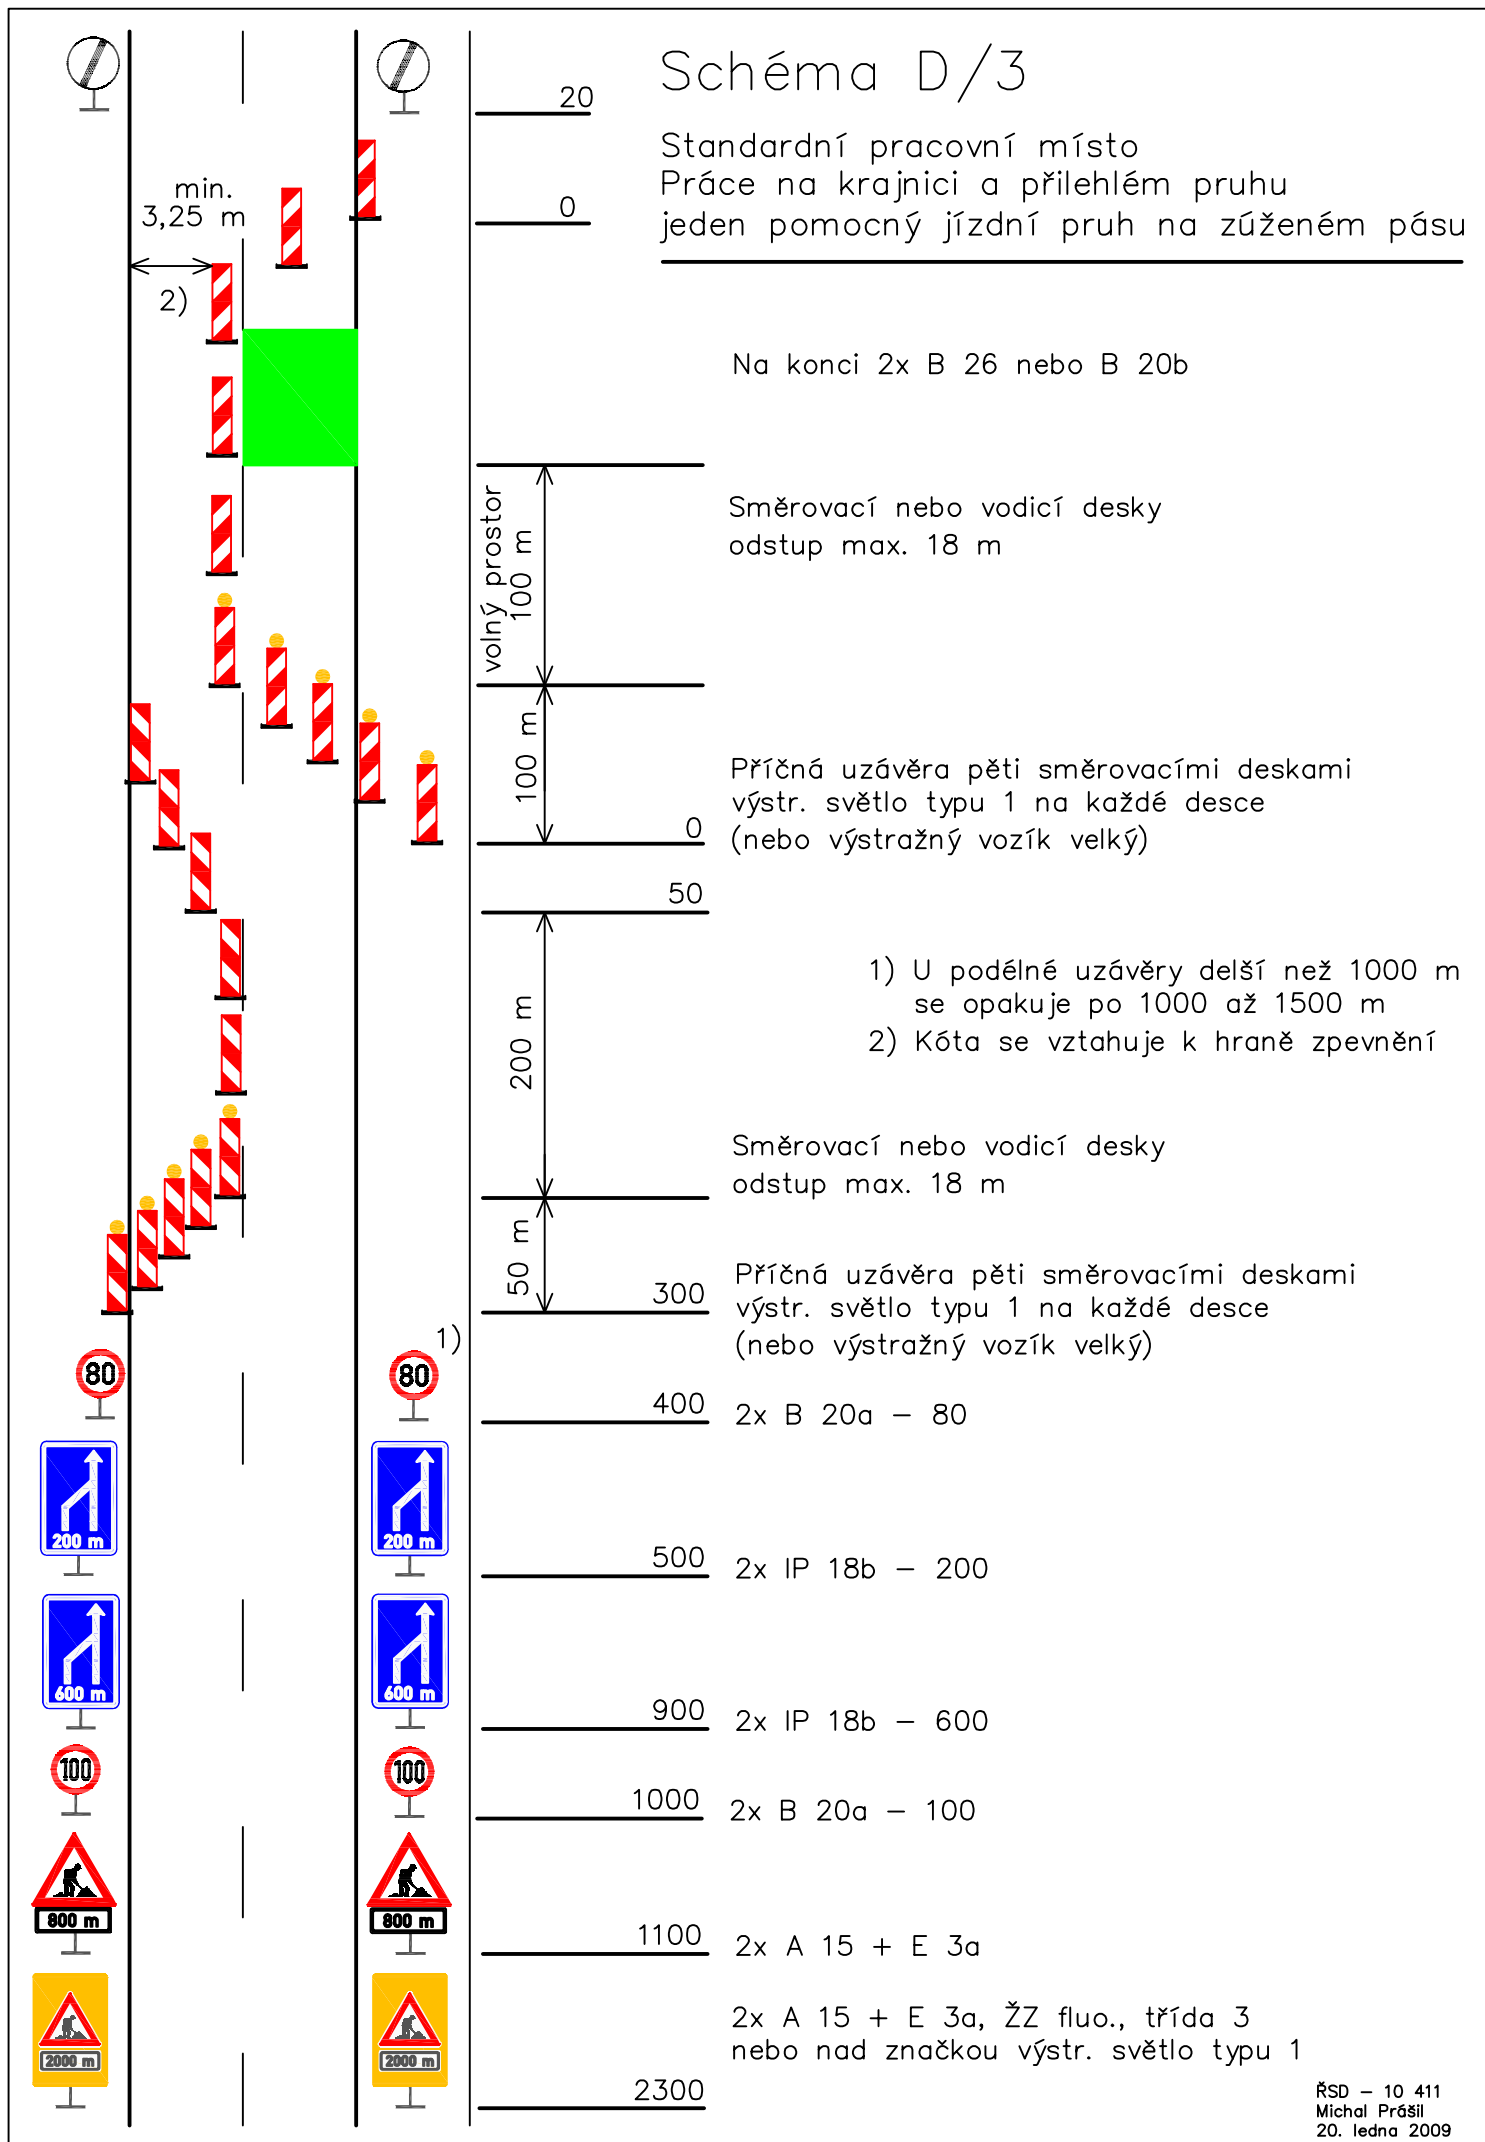 Schéma D/3
20
Standardní pracovní místo
Práce na krajnici a přilehlém pruhu
jeden pomocný jízdní pruh na zúženém pásu
min.
3,25 m
0
2)
Na konci 2x B 26 nebo B 20b
volný prostor
100 m
Směrovací nebo vodicí desky
odstup max. 18 m
100 m
Příčná uzávěra pěti směrovacími deskami
výstr. světlo typu 1 na každé desce
(nebo výstražný vozík velký)
0
50
1) U podélné uzávěry delší než 1000 m
se opakuje po 1000 až 1500 m
2) Kóta se vztahuje k hraně zpevnění
200 m
Směrovací nebo vodicí desky
odstup max. 18 m
50 m
300
Příčná uzávěra pěti směrovacími deskami
výstr. světlo typu 1 na každé desce
(nebo výstražný vozík velký)
1)
80
80
400
2x B 20a – 80
200 m
200 m
500
2x IP 18b – 200
600 m
600 m
900
2x IP 18b – 600
100
100
1000
2x B 20a – 100
800 m
800 m
1100
2x A 15 + E 3a
2x A 15 + E 3a, ŽZ fluo., třída 3
nebo nad značkou výstr. světlo typu 1
2000 m
2000 m
2300
ŘSD – 10 411
Michal Prášil
20. ledna 2009